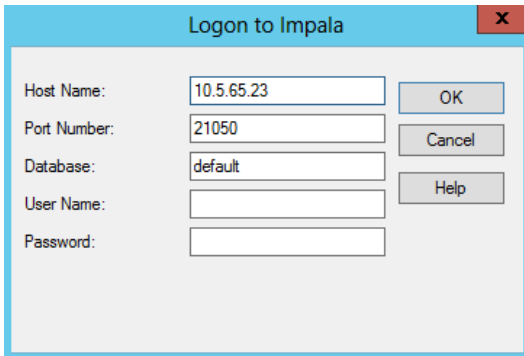 Logon to Impala
x
Host Name: 10.5.65.23 OK
Port Number: 21050 Cancel
Database: default
Help
User Name:
Password: